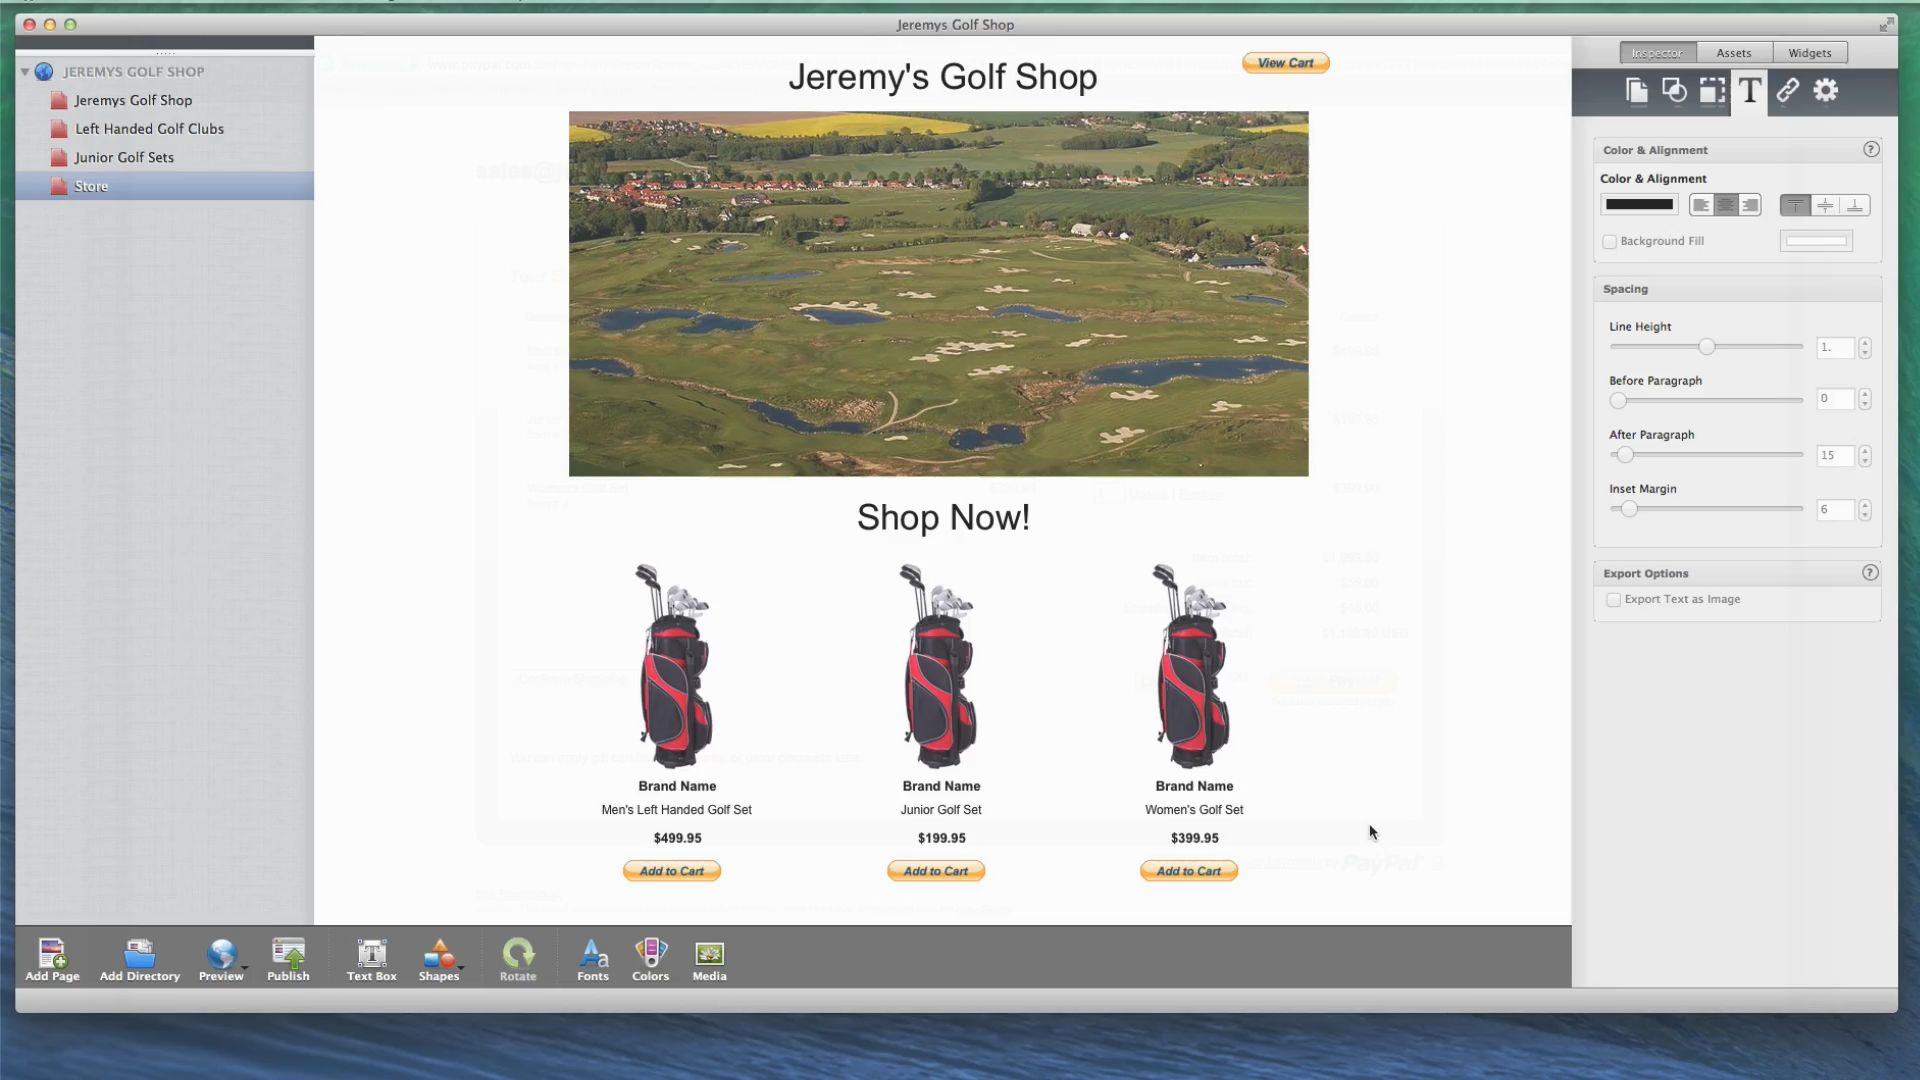 Jeremys Golf Shop
JEREMYS GOLF SHOP
Jeremys Golf Shop
Left Handed Golf Clubs
Junior Golf Sets
Store
View Cart
Jeremy's Golf Shop
Shop Now!
Brand Name
Men's Left Handed Golf Set
$499.95
Add to Cart
Brand Name
Junior Golf Set
$199.95
Add to Cart
Brand Name
Women's Golf Set
$399.95
Add to Cart
PayPal
Inspector Assets Widgets
Color & Alignment ?
Color & Alignment
Background Fill
Spacing
Line Height
1.
Before Paragraph
0
After Paragraph
15
Inset Margin
6
Export Options ?
Export Text as Image
Add Page Add Directory Preview Publish Text Box Shapes Rotate Fonts Colors Media